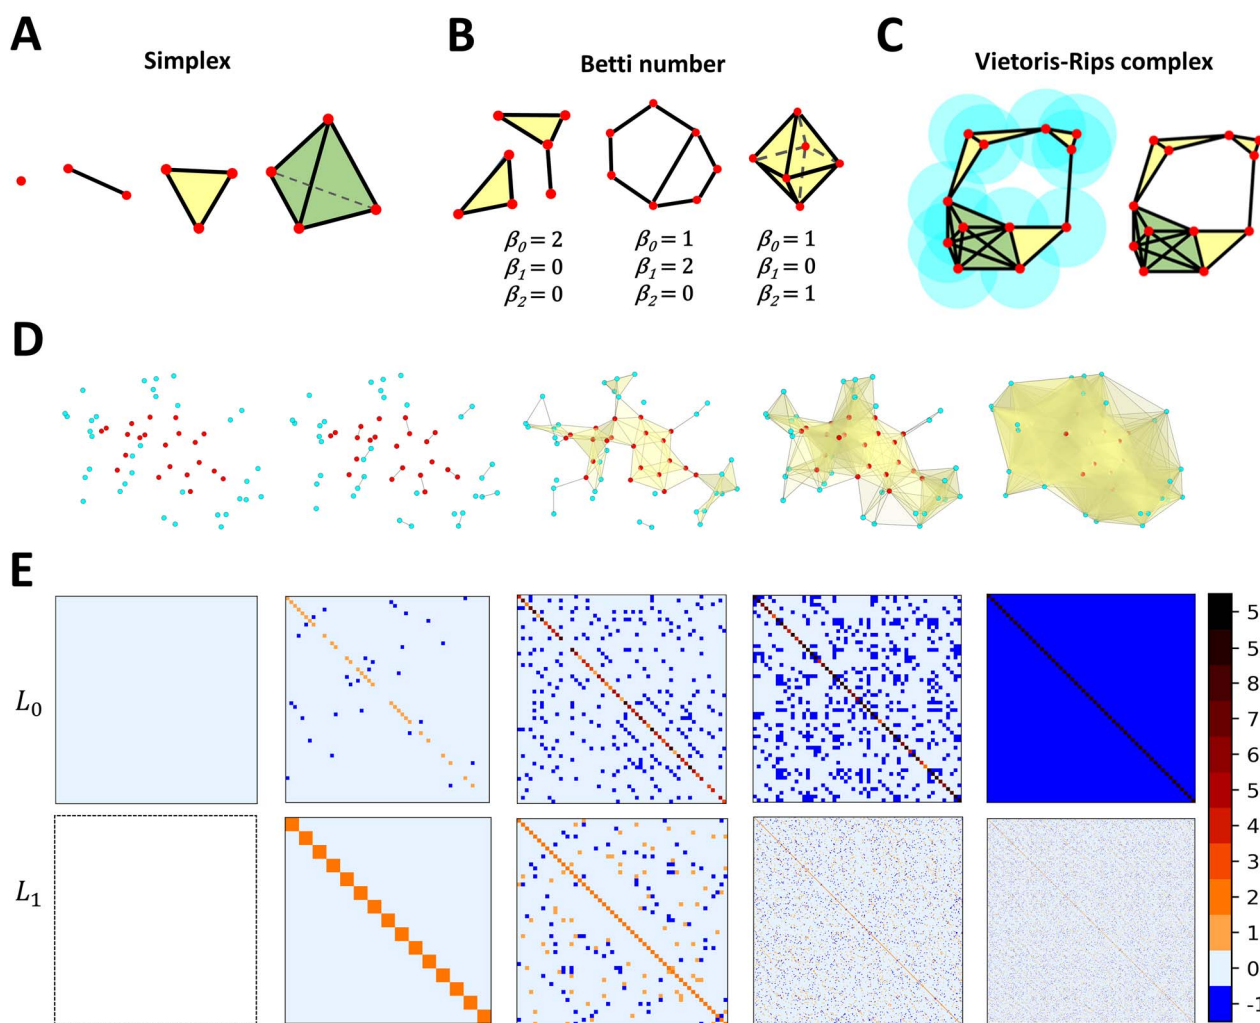 A
Simplex
B
Betti number
β0 = 2
β1 = 0
β2 = 0
β0 = 1
β1 = 2
β2 = 0
β0 = 1
β1 = 0
β2 = 1
C
Vietoris-Rips complex
D
E
L0
L1
5
5
8
7
6
5
4
3
2
1
0
-1